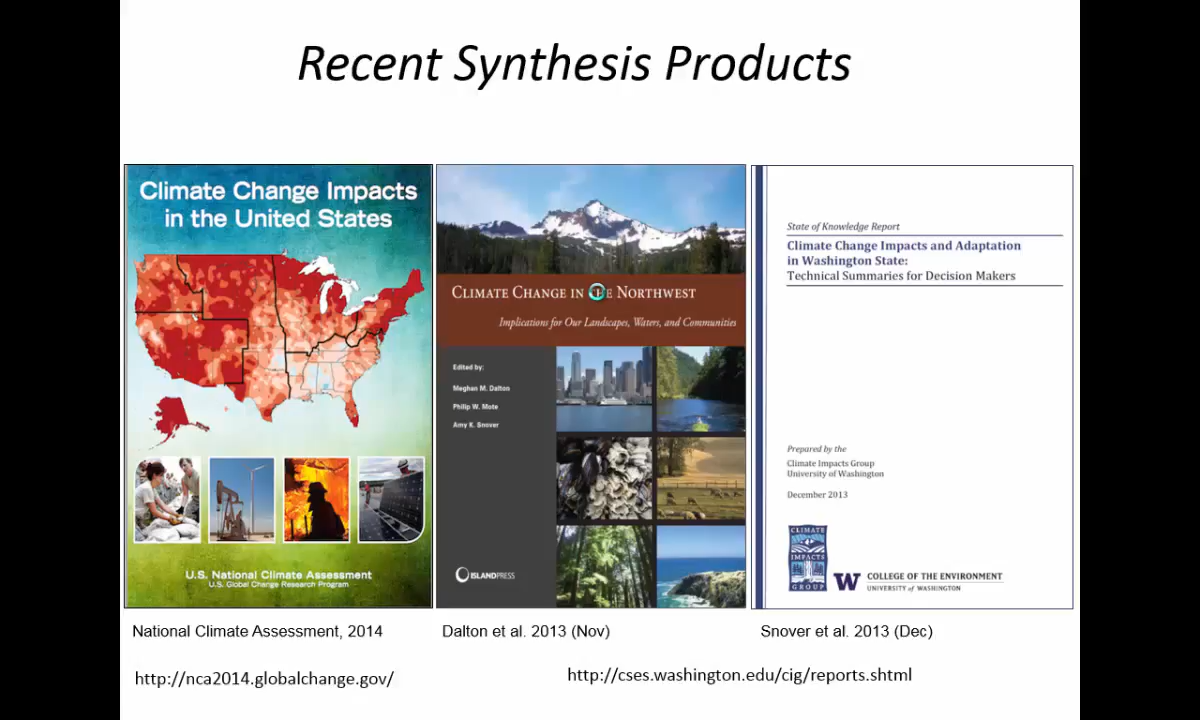 Recent Synthesis Products
Climate Change Impacts
in the United States
U.S. National Climate Assessment
U.S. Global Change Research Program
CLIMATE CHANGE IN THE NORTHWEST
Implications for Our Landscapes, Waters, and Communities
Edited by:
Meghan M. Dalton
Philip W. Mote
Amy K. Snover
ISLANDPRESS
State of Knowledge Report
Climate Change Impacts and Adaptation
in Washington State:
Technical Summaries for Decision Makers
Prepared by the
Climate Impacts Group
University of Washington
December 2013
CLIMATE
IMPACTS
GROUP
W
COLLEGE OF THE ENVIRONMENT
UNIVERSITY of WASHINGTON
National Climate Assessment, 2014
Dalton et al. 2013 (Nov)
Snover et al. 2013 (Dec)
http://nca2014.globalchange.gov/
http://cses.washington.edu/cig/reports.shtml